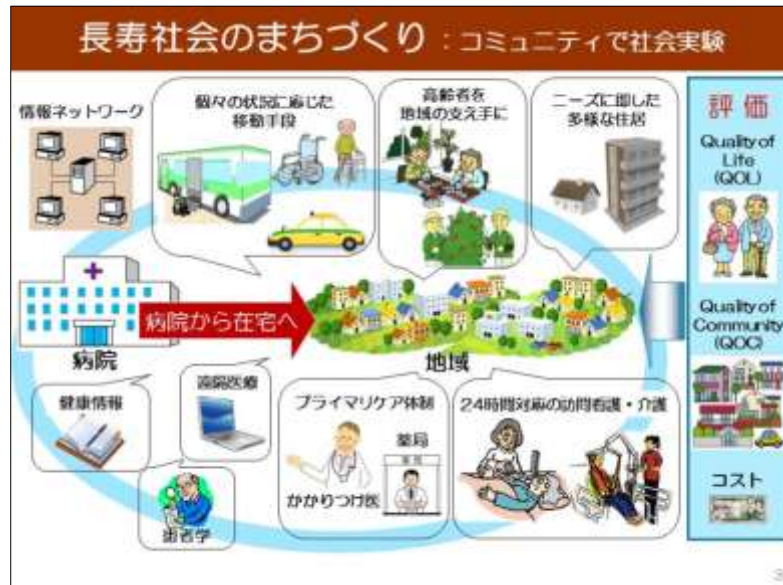 長寿社会のまちづくり：コミュニティで社会実験
情報ネットワーク
個々の状況に応じた
移動手段
高齢者を
地域の支え手に
ニーズに即した
多様な住居
評価
Quality of
Life
(QOL)
病院
病院から在宅へ
地域
Quality of
Community
(QOC)
健康情報
遠隔医療
患者学
プライマリケア体制
かかりつけ医
薬局
24時間対応の訪問看護・介護
コスト